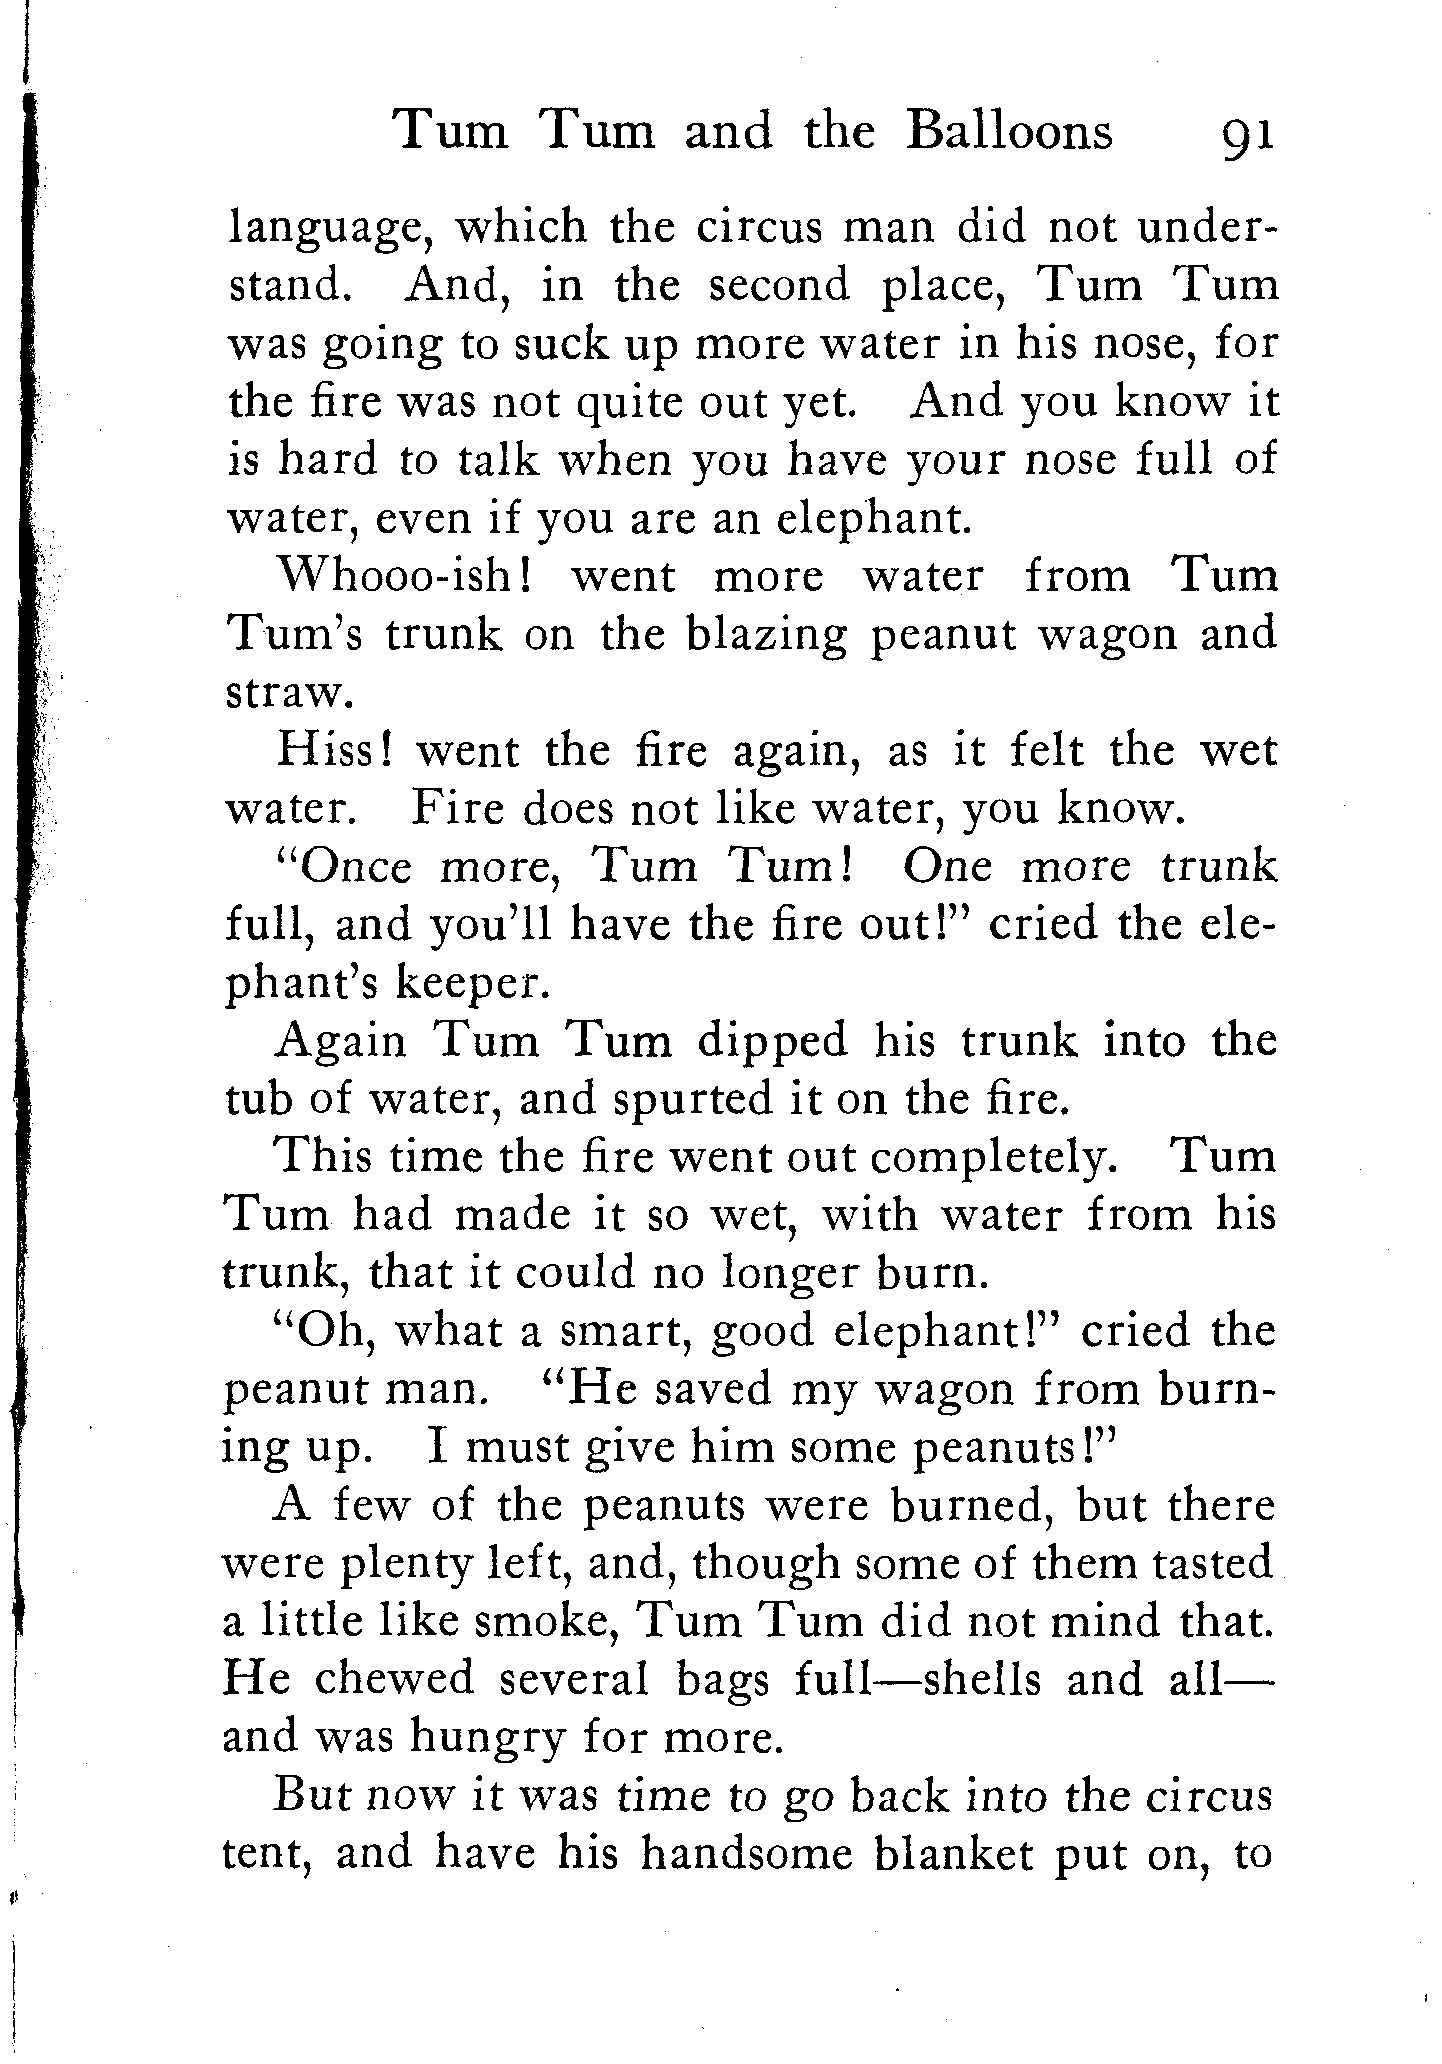 Tum Tum and the Balloons 91
language, which the circus man did not under-
stand. And, in the second place, Tum Tum
was going to suck up more water in his nose, for
the fire was not quite out yet. And you know it
is hard to talk when you have your nose full of
water, even if you are an elephant.
Whooo-ish! went more water from Tum
Tum's trunk on the blazing peanut wagon and
straw.
Hiss! went the fire again, as it felt the wet
water. Fire does not like water, you know.
"Once more, Tum Tum! One more trunk
full, and you'll have the fire out!" cried the ele-
phant's keeper.
Again Tum Tum dipped his trunk into the
tub of water, and spurted it on the fire.
This time the fire went out completely. Tum
Tum had made it so wet, with water from his
trunk, that it could no longer burn.
"Oh, what a smart, good elephant!" cried the
peanut man. "He saved my wagon from burn-
ing up. I must give him some peanuts!"
A few of the peanuts were burned, but there
were plenty left, and, though some of them tasted
a little like smoke, Tum Tum did not mind that.
He chewed several bags full—shells and all—
and was hungry for more.
But now it was time to go back into the circus
tent, and have his handsome blanket put on, to